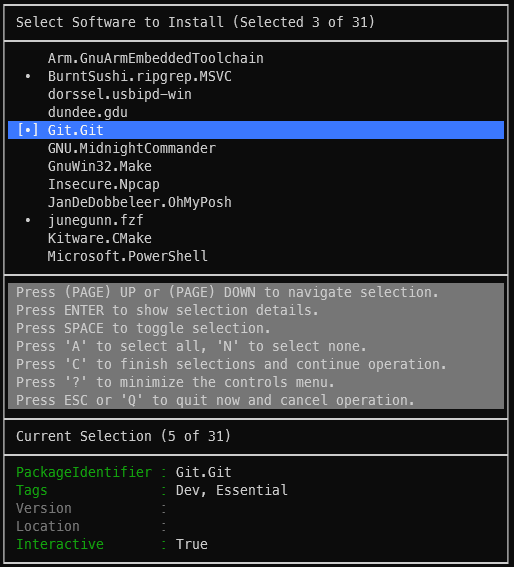 Select Software to Install (Selected 3 of 31)
Arm.GnuArmEmbeddedToolchain
• BurntSushi.ripgrep.MSVC
dorssel.usbipd-win
dundee.gdu
[•] Git.Git
GNU.MidnightCommander
GnuWin32.Make
Insecure.Npcap
JanDeDobbeleer.OhMyPosh
• junegunn.fzf
Kitware.CMake
Microsoft.PowerShell
Press (PAGE) UP or (PAGE) DOWN to navigate selection.
Press ENTER to show selection details.
Press SPACE to toggle selection.
Press 'A' to select all, 'N' to select none.
Press 'C' to finish selections and continue operation.
Press '?' to minimize the controls menu.
Press ESC or 'Q' to quit now and cancel operation.
Current Selection (5 of 31)
PackageIdentifier : Git.Git
Tags : Dev, Essential
Version :
Location :
Interactive : True